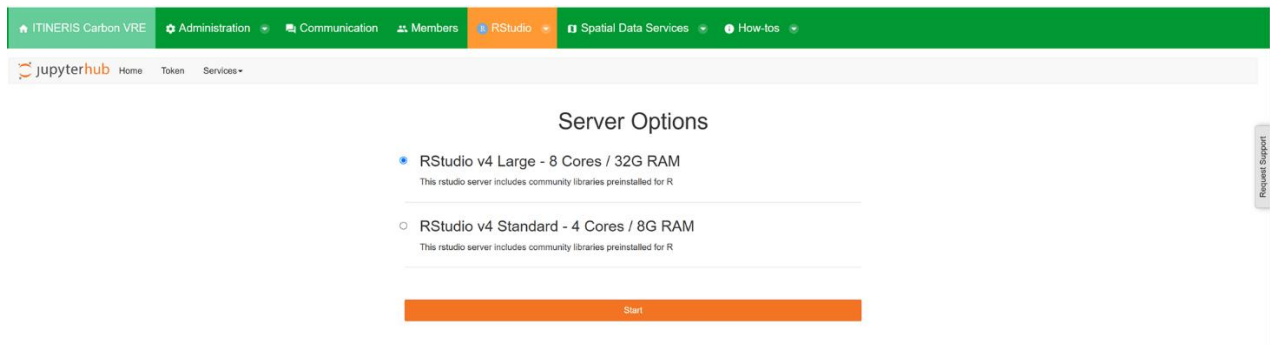 ITINERIS Carbon VRE Administration Communication Members RStudio Spatial Data Services How-tos
jupyterhub Home Token Services
Server Options
RStudio v4 Large - 8 Cores / 32G RAM
This rstudio server includes community libraries preinstalled for R
RStudio v4 Standard - 4 Cores / 8G RAM
This rstudio server includes community libraries preinstalled for R
Start
Request Support